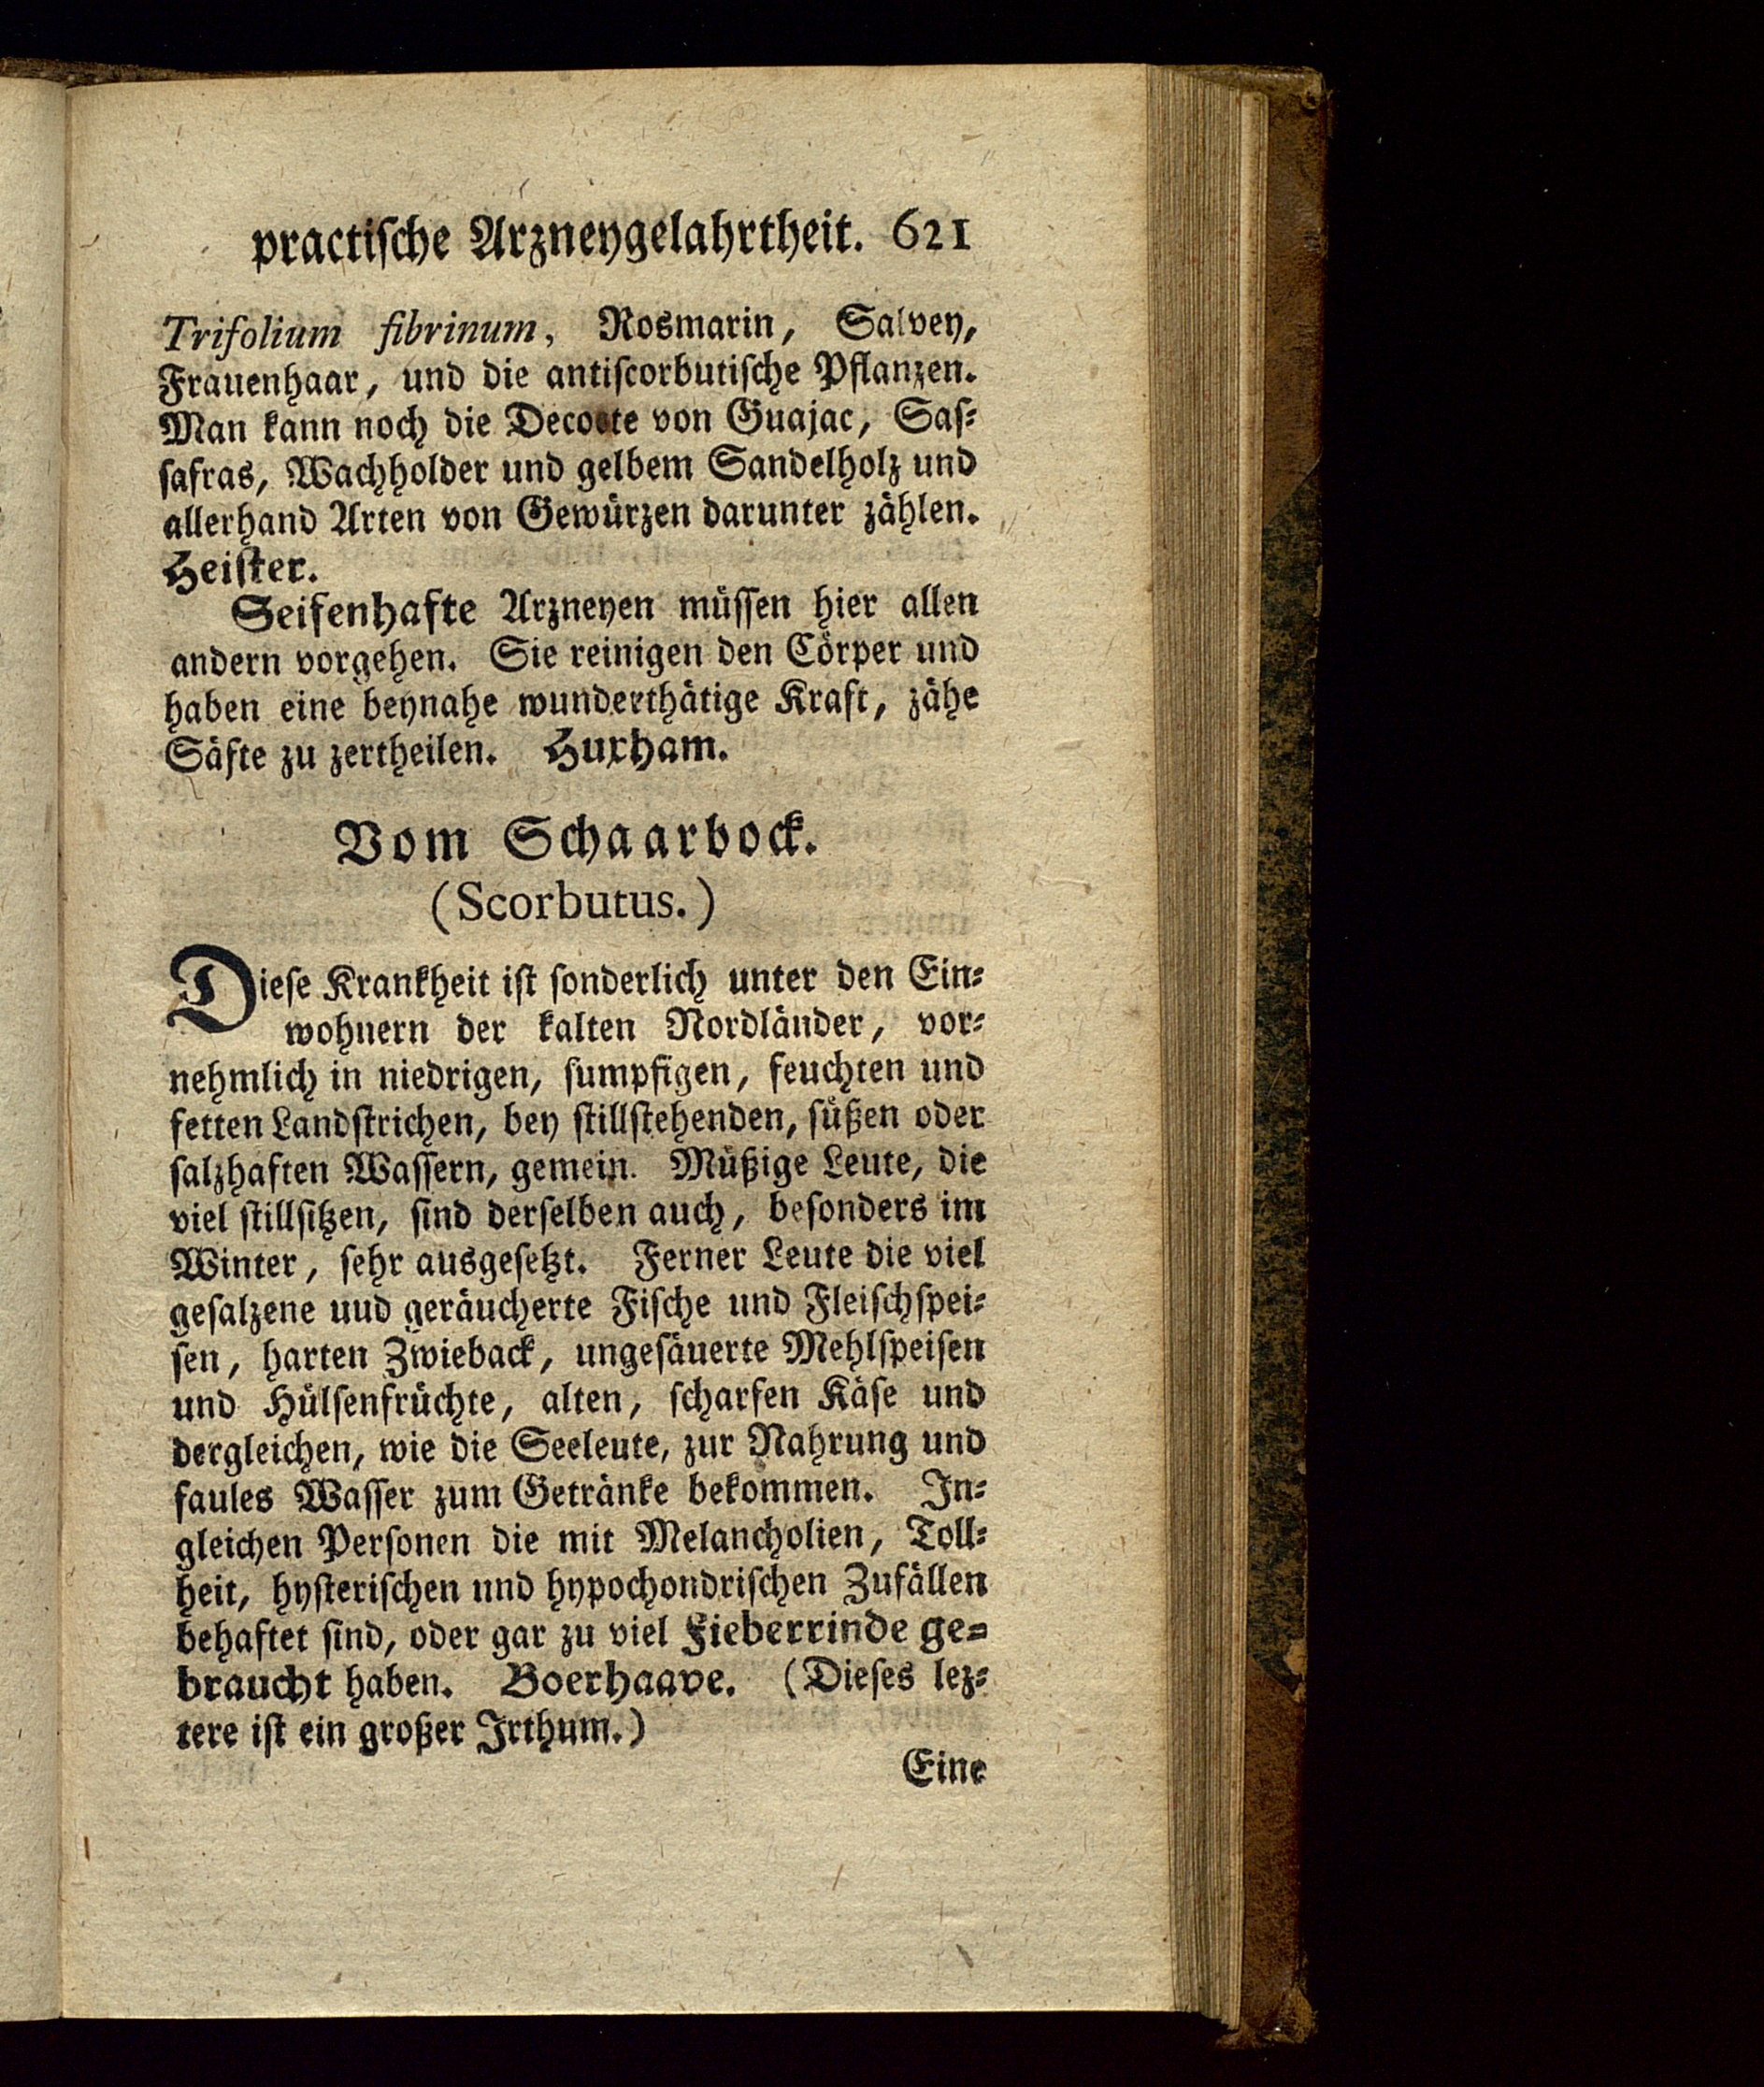 practische Arzneygelahrtheit. 621
Trifolium fibrinum, Rosmarin, Salvey,
Frauenhaar, und die antiscorbutische Pflanzen.
Man kann noch die Decocte von Guajac, Sas-
safras, Wachholder und gelbem Sandelholz und
allerhand Arten von Gewürzen darunter zählen.
Heister.
Seifenhafte Arzneyen müssen hier allen
andern vorgehen. Sie reinigen den Cörper und
haben eine beynahe wunderthätige Kraft, zähe
Säfte zu zertheilen. Huxham.
Vom Schaarbock.
(Scorbutus.)
Diese Krankheit ist sonderlich unter den Ein-
wohnern der kalten Nordländer, vor-
nehmlich in niedrigen, sumpfigen, feuchten und
fetten Landstrichen, bey stillstehenden, süßen oder
salzhaften Wassern, gemein. Müßige Leute, die
viel stillsitzen, sind derselben auch, besonders im
Winter, sehr ausgesetzt. Ferner Leute die viel
gesalzene uud geräucherte Fische und Fleischspei-
sen, harten Zwieback, ungesäuerte Mehlspeisen
und Hülsenfrüchte, alten, scharfen Käse und
dergleichen, wie die Seeleute, zur Nahrung und
faules Wasser zum Getränke bekommen. In-
gleichen Personen die mit Melancholien, Toll-
heit, hysterischen und hypochondrischen Zufällen
behaftet sind, oder gar zu viel Fieberrinde ge-
braucht haben. Boerhaave. (Dieses lez-
tere ist ein großer Irthum.)
Eine